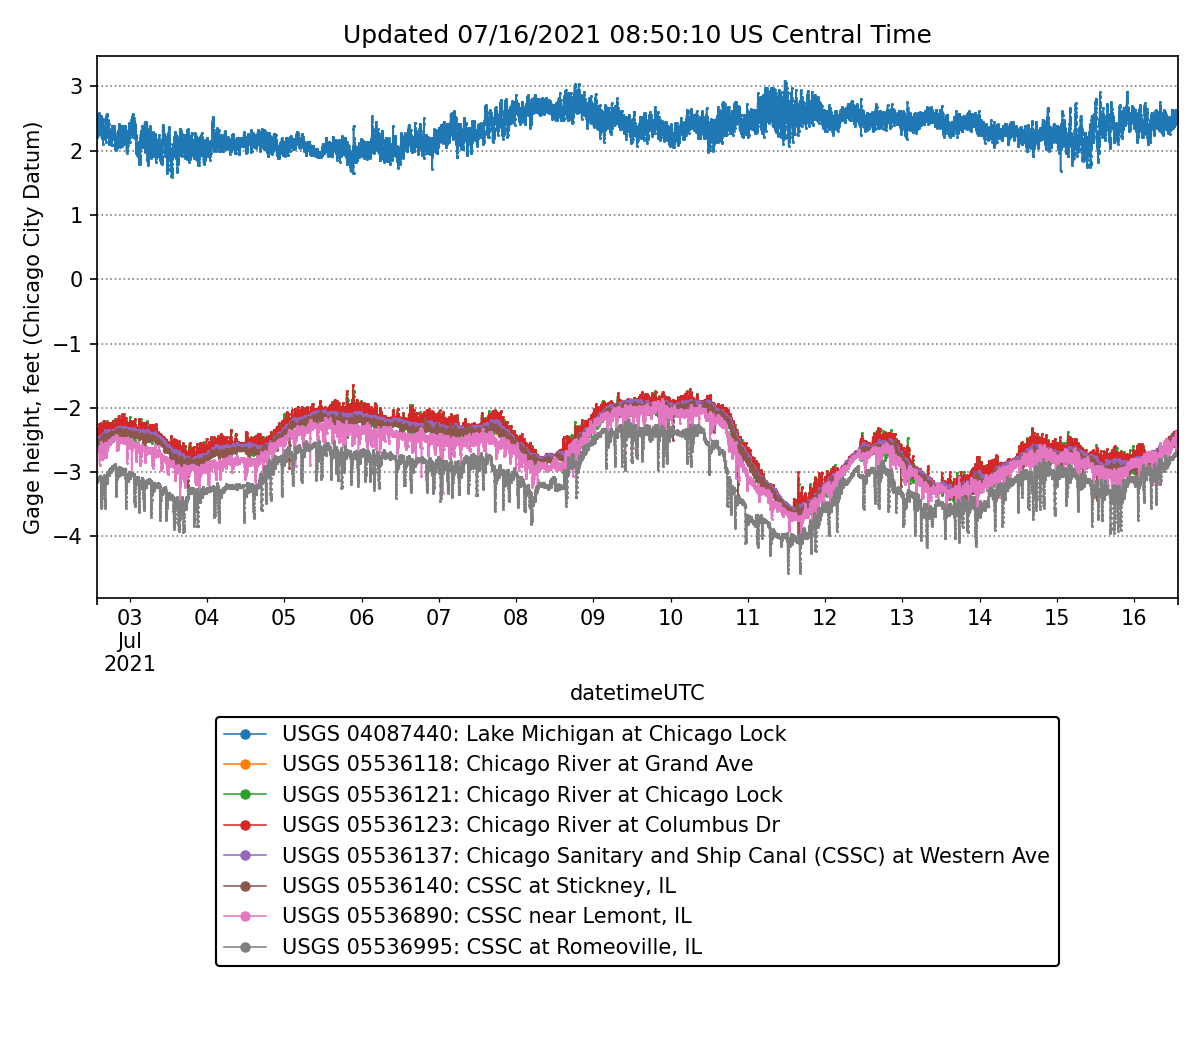 Updated 07/16/2021 08:50:10 US Central Time
Gage height, feet (Chicago City Datum)
3
2
1
0
−1
−2
−3
−4
03 04 05 06 07 08 09 10 11 12 13 14 15 16
Jul
2021
datetimeUTC
USGS 04087440: Lake Michigan at Chicago Lock
USGS 05536118: Chicago River at Grand Ave
USGS 05536121: Chicago River at Chicago Lock
USGS 05536123: Chicago River at Columbus Dr
USGS 05536137: Chicago Sanitary and Ship Canal (CSSC) at Western Ave
USGS 05536140: CSSC at Stickney, IL
USGS 05536890: CSSC near Lemont, IL
USGS 05536995: CSSC at Romeoville, IL